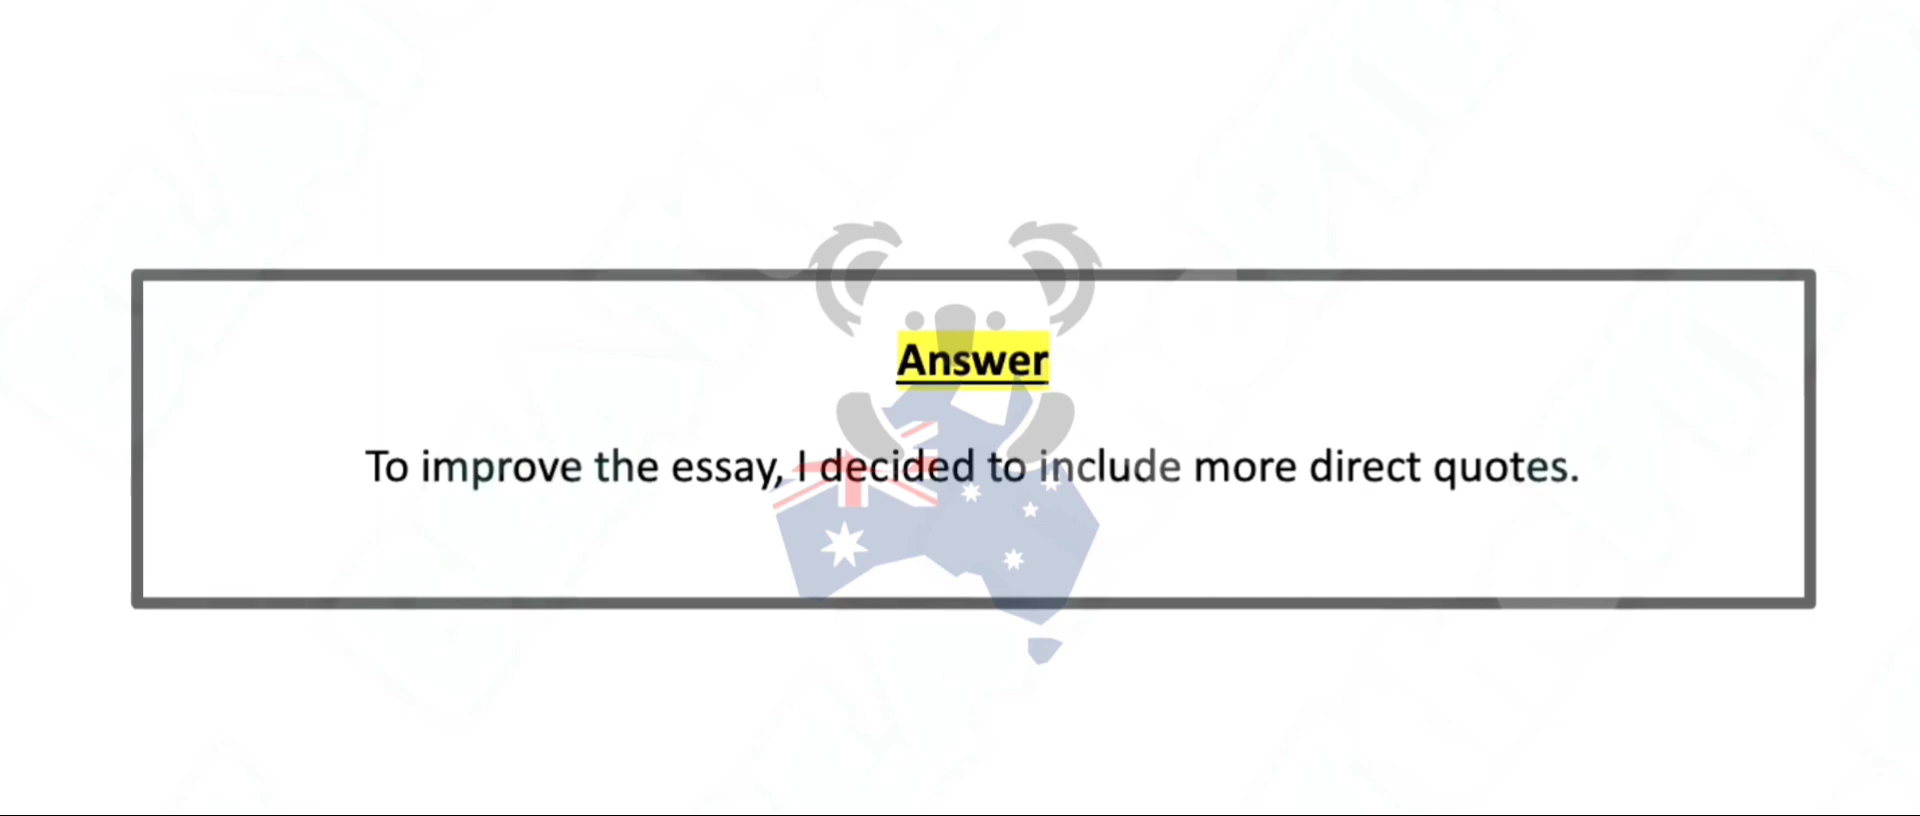 Answer
To improve the essay, I decided to include more direct quotes.